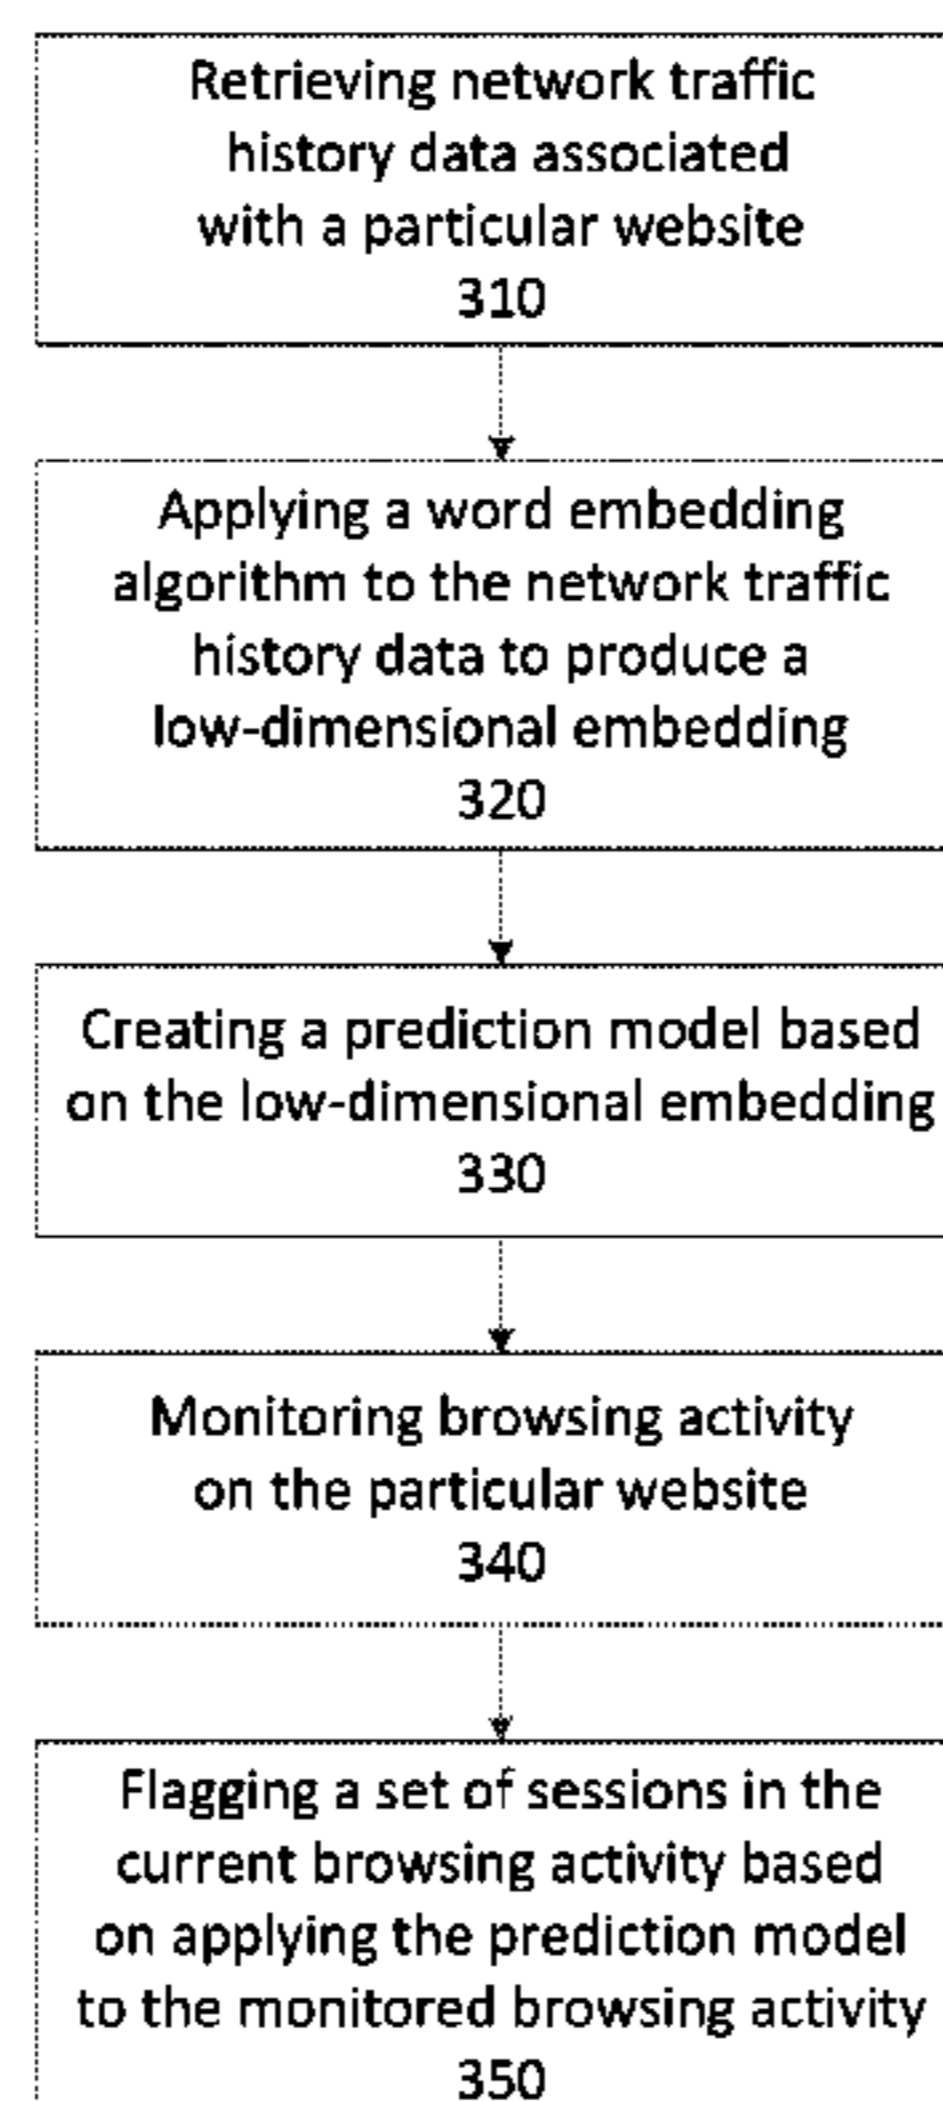 Retrieving network traffic
history data associated
with a particular website
310
Applying a word embedding
algorithm to the network traffic
history data to produce a
low-dimensional embedding
320
Creating a prediction model based
on the low-dimensional embedding
330
Monitoring browsing activity
on the particular website
340
Flagging a set of sessions in the
current browsing activity based
on applying the prediction model
to the monitored browsing activity
350